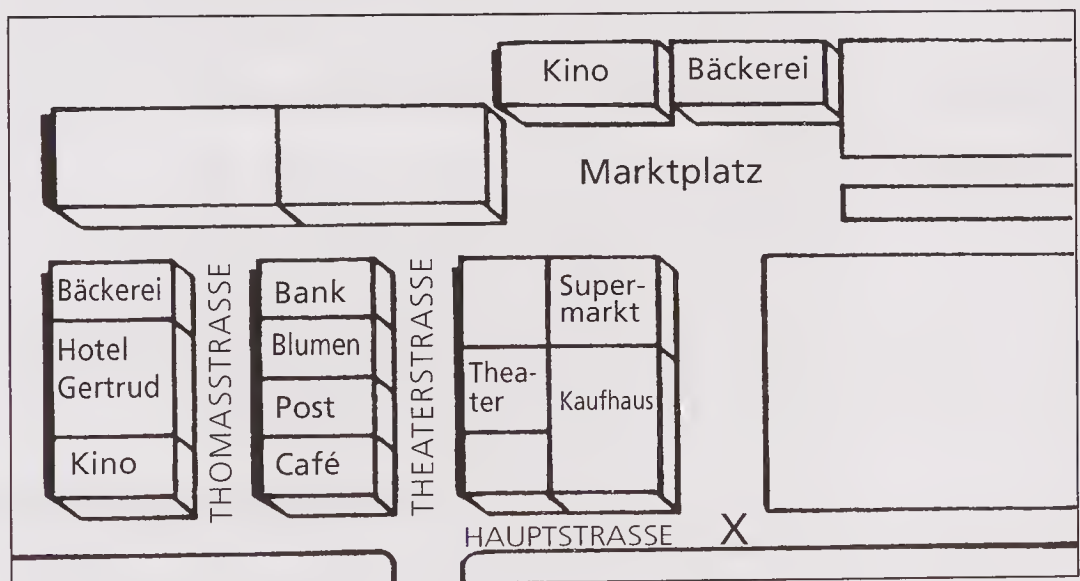 Kino
Bäckerei
Marktplatz
Bäckerei
Hotel
Gertrud
Kino
THOMASSTRASSE
Bank
Blumen
Post
Café
THEATERSTRASSE
Super-
markt
Thea-
ter
Kaufhaus
HAUPTSTRASSE
X